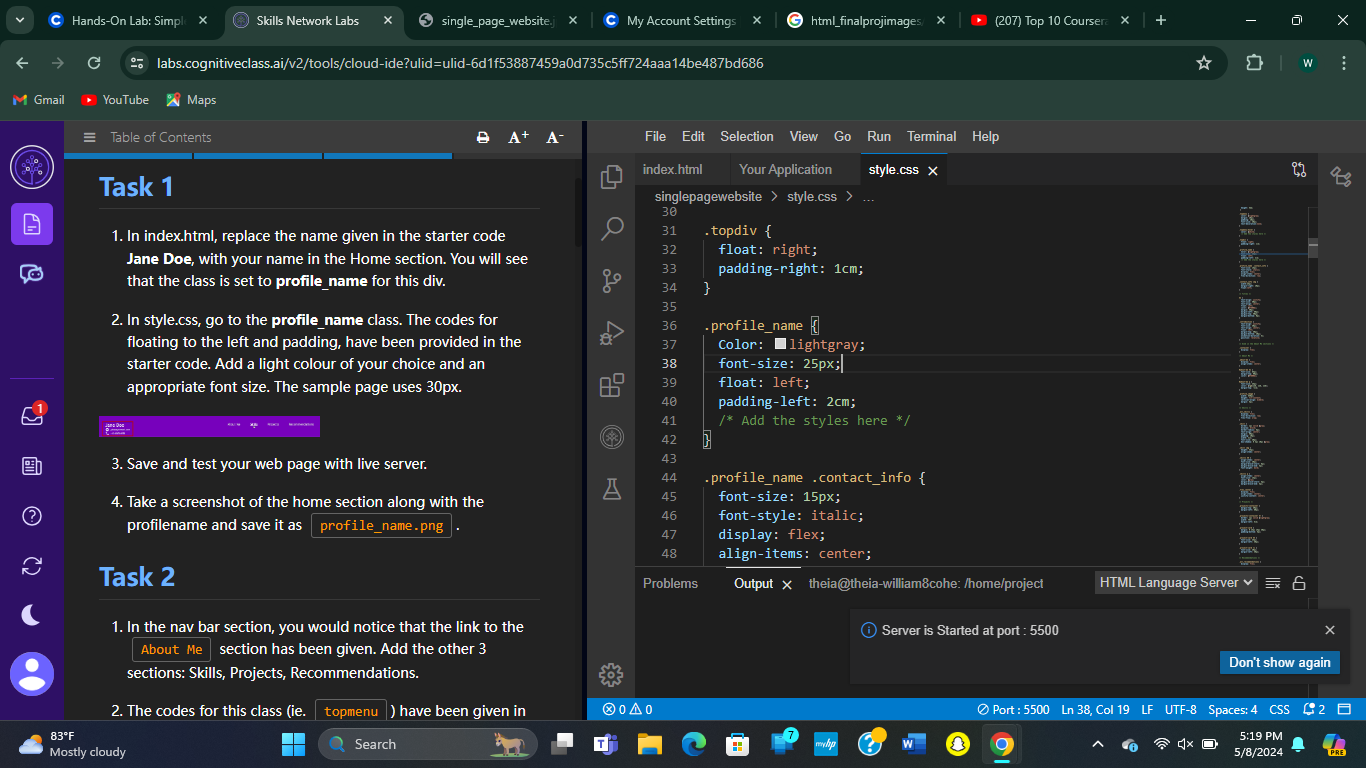 Hands-On Lab: Simpl
Skills Network Labs
single_page_website.
My Account Settings
html_finalprojimages
(207) Top 10 Coursera
labs.cognitiveclass.ai/v2/tools/cloud-ide?ulid=ulid-6d1f53887459a0d735c5ff724aaa14be487bd686
W
Gmail
YouTube
Maps
Table of Contents
A+
A-
Task 1
1. In index.html, replace the name given in the starter code
Jane Doe, with your name in the Home section. You will see
that the class is set to profile_name for this div.
2. In style.css, go to the profile_name class. The codes for
floating to the left and padding, have been provided in the
starter code. Add a light colour of your choice and an
appropriate font size. The sample page uses 30px.
Jane Doe
3. Save and test your web page with live server.
4. Take a screenshot of the home section along with the
profilename and save it as profile_name.png .
Task 2
1. In the nav bar section, you would notice that the link to the
About Me section has been given. Add the other 3
sections: Skills, Projects, Recommendations.
2. The codes for this class (ie. topmenu ) have been given in
1
File Edit Selection View Go Run Terminal Help
index.html
Your Application
style.css
singlepagewebsite > style.css > ...
30
31 .topdiv {
32 float: right;
33 padding-right: 1cm;
34 }
35
36 .profile_name {
37 Color: lightgray;
38 font-size: 25px;
39 float: left;
40 padding-left: 2cm;
41 /* Add the styles here */
42 }
43
44 .profile_name .contact_info {
45 font-size: 15px;
46 font-style: italic;
47 display: flex;
48 align-items: center;
Problems
Output
theia@theia-william8cohe: /home/project
HTML Language Server
Server is Started at port : 5500
Don't show again
0 0
Port : 5500
Ln 38, Col 19
LF
UTF-8
Spaces: 4
CSS
2
83°F
Mostly cloudy
Search
7
myhp
5:19 PM
5/8/2024
PRE